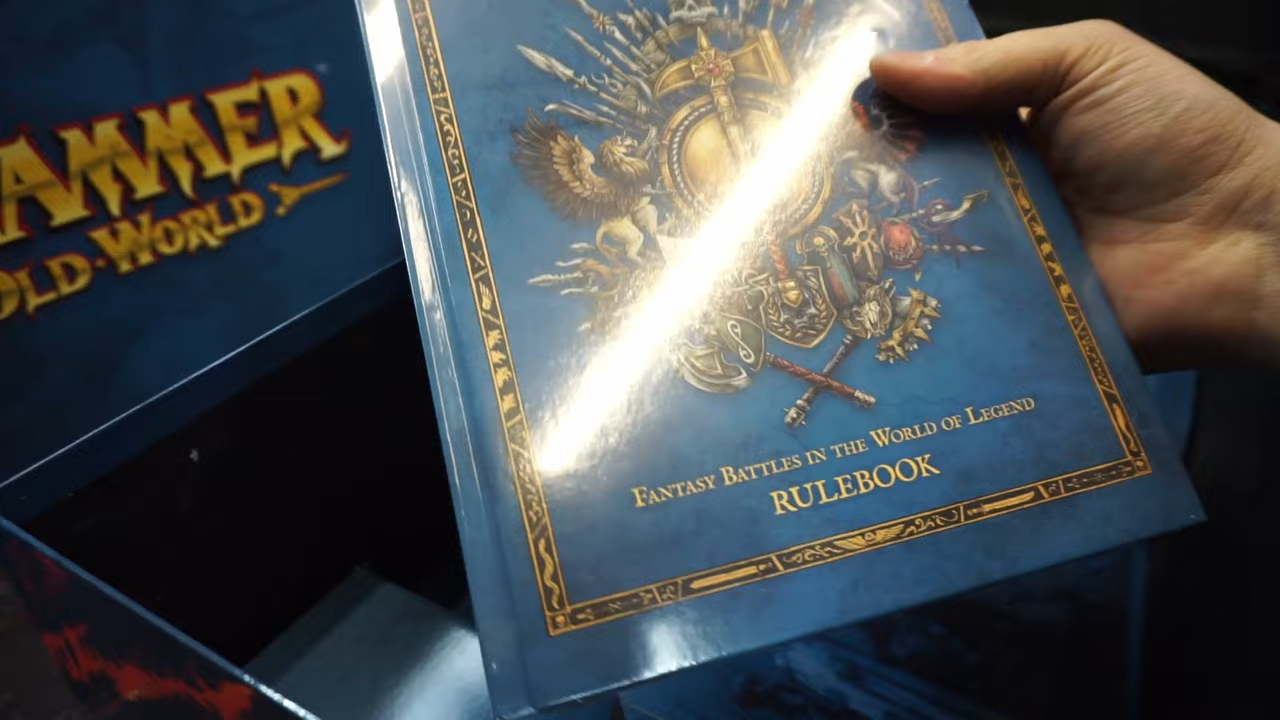 AMMER
OLD·WORLD
FANTASY BATTLES IN THE WORLD OF LEGEND
RULEBOOK